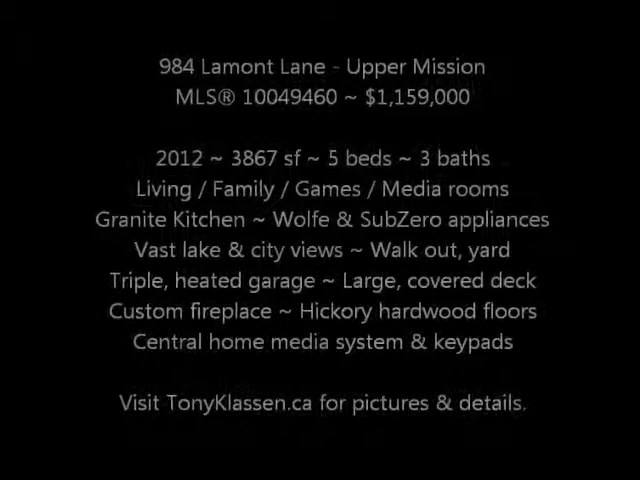 984 Lamont Lane - Upper Mission
MLS® 10049460 ~ $1,159,000
2012 ~ 3867 sf ~ 5 beds ~ 3 baths
Living / Family / Games / Media rooms
Granite Kitchen ~ Wolfe & SubZero appliances
Vast lake & city views ~ Walk out, yard
Triple, heated garage ~ Large, covered deck
Custom fireplace ~ Hickory hardwood floors
Central home media system & keypads
Visit TonyKlassen.ca for pictures & details.